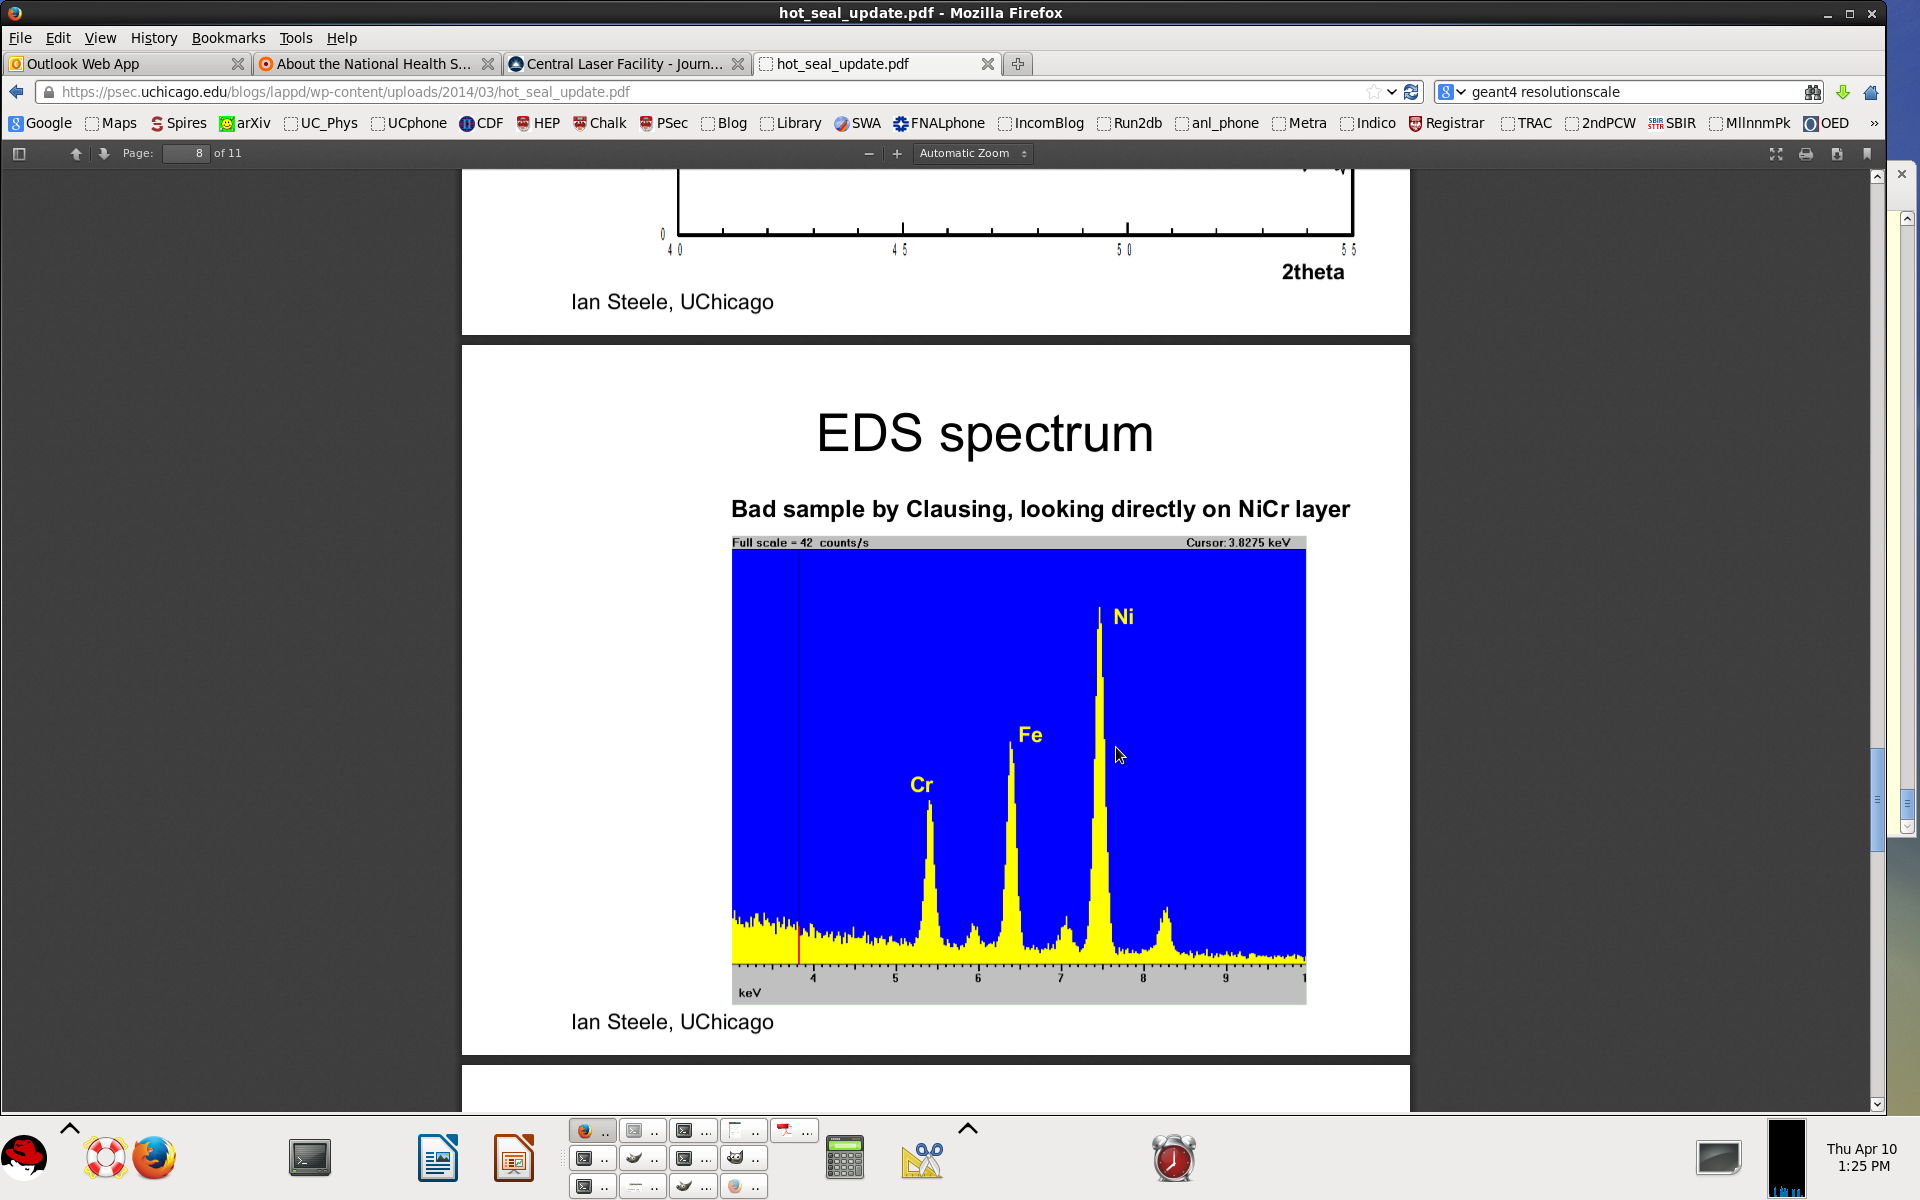 hot_seal_update.pdf - Mozilla Firefox
File Edit View History Bookmarks Tools Help
Outlook Web App About the National Health S... Central Laser Facility - Journ... hot_seal_update.pdf
https://psec.uchicago.edu/blogs/lappd/wp-content/uploads/2014/03/hot_seal_update.pdf geant4 resolutionscale
Google Maps Spires arXiv UC_Phys UCphone CDF HEP Chalk PSec Blog Library SWA FNALphone IncomBlog Run2db anl_phone Metra Indico Registrar TRAC 2ndPCW SBIR MllnnmPk OED »
Page: 8 of 11 Automatic Zoom
0
40 45 50 55
2theta
Ian Steele, UChicago
EDS spectrum
Bad sample by Clausing, looking directly on NiCr layer
Full scale = 42 counts/s Cursor: 3.8275 keV
Ni
Fe
Cr
4 5 6 7 8 9 1
keV
Ian Steele, UChicago
Thu Apr 10
1:25 PM